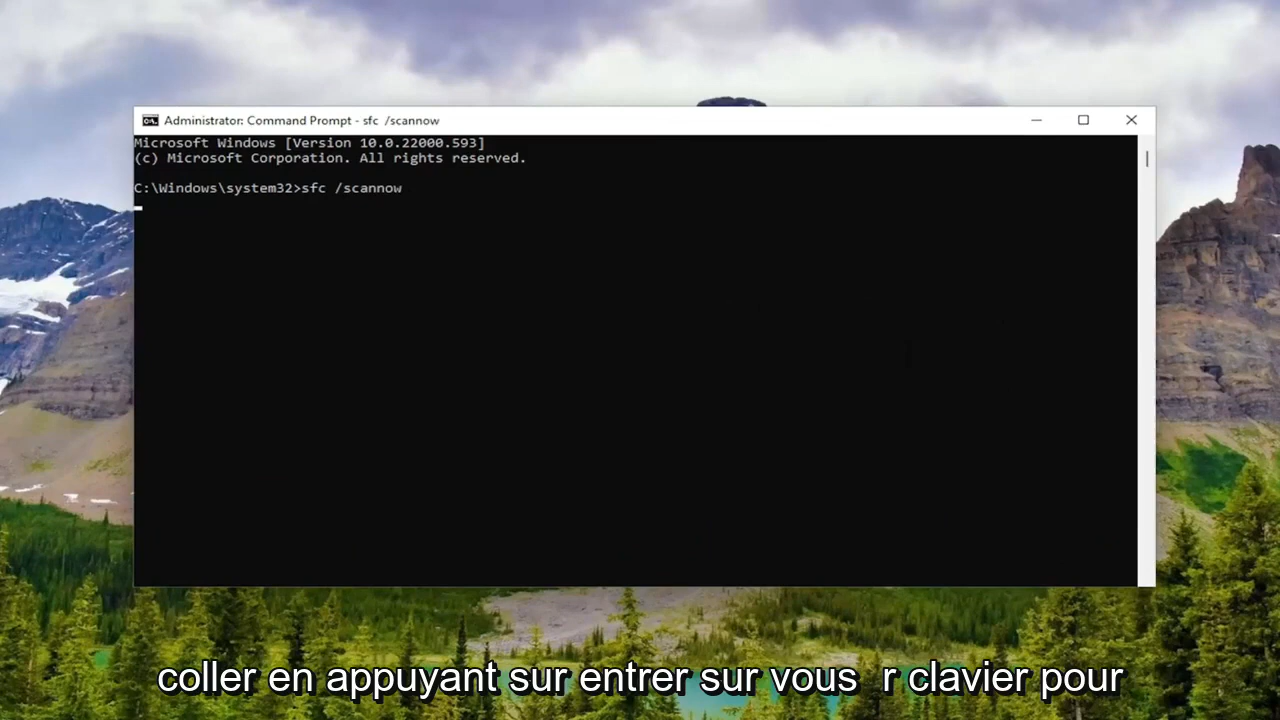 Administrator: Command Prompt - sfc /scannow
Microsoft Windows [Version 10.0.22000.593]
(c) Microsoft Corporation. All rights reserved.
C:\Windows\system32>sfc /scannow
coller en appuyant sur entrer sur vous r clavier pour